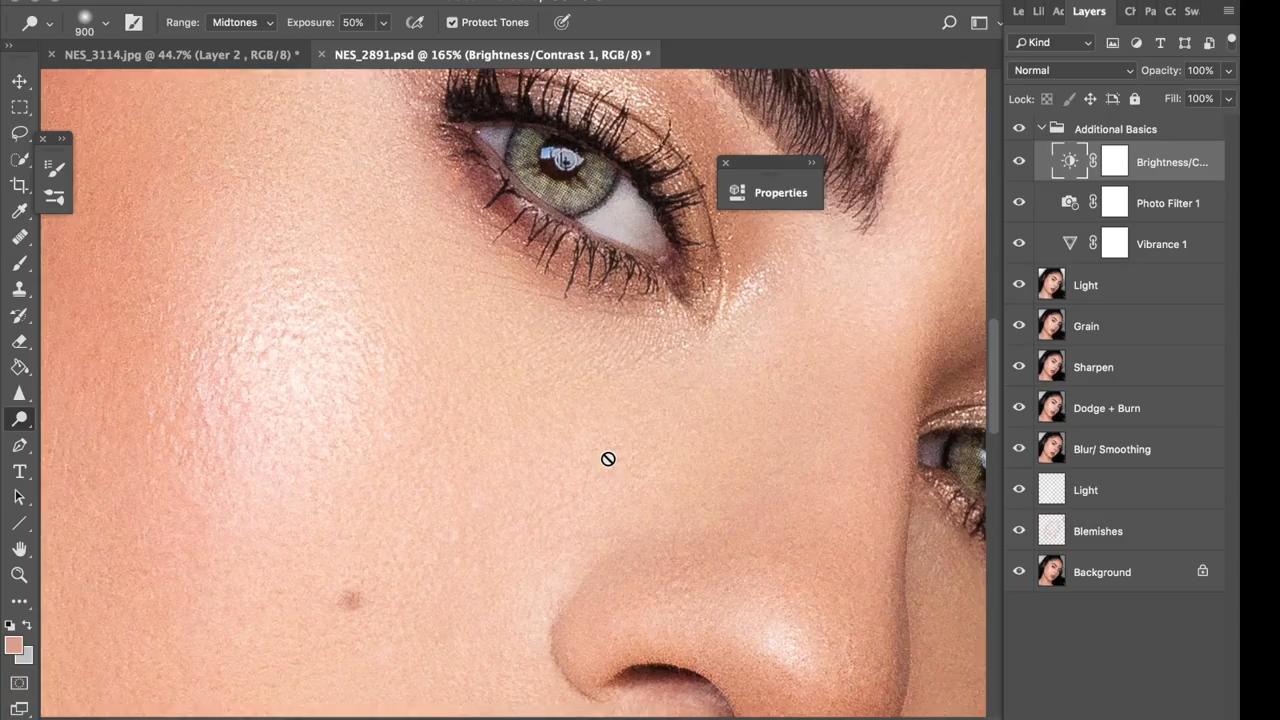 Range: Midtones Exposure: 50% Protect Tones
900
NES_3114.jpg @ 44.7% (Layer 2 , RGB/8) *
NES_2891.psd @ 165% (Brightness/Contrast 1, RGB/8) *
Properties
Le Li Ac Layers Cl Pa Cc Sw
Kind
Normal Opacity: 100%
Lock: Fill: 100%
Additional Basics
Brightness/C...
Photo Filter 1
Vibrance 1
Light
Grain
Sharpen
Dodge + Burn
Blur/ Smoothing
Light
Blemishes
Background